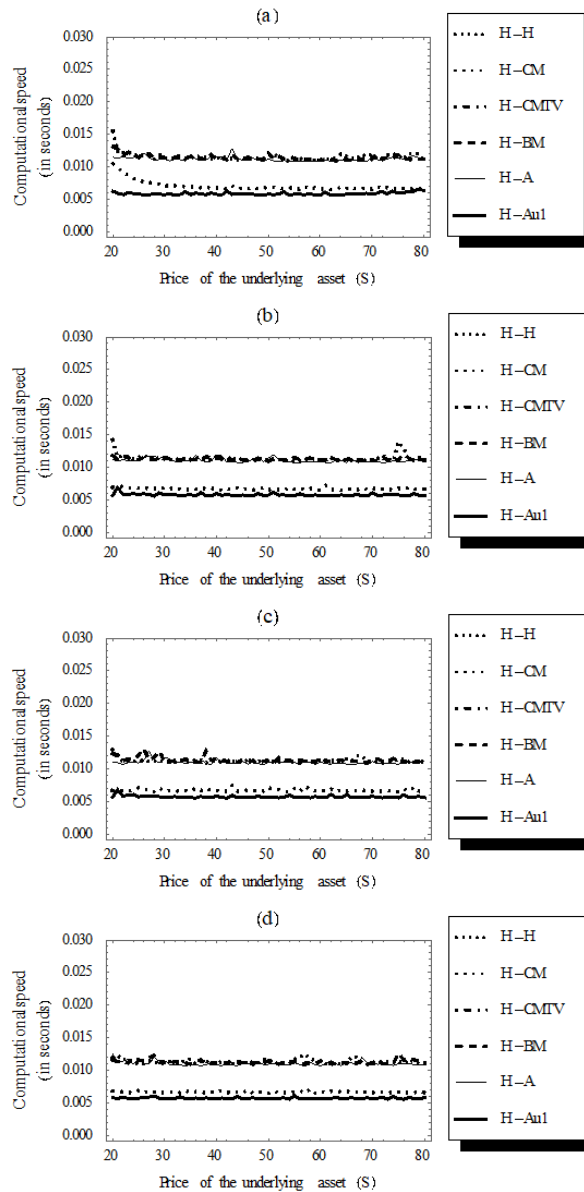 (a)
0.030
0.025
0.020
0.015
0.010
0.005
0.000
Computational speed
(in seconds)
20 30 40 50 60 70 80
Price of the underlying asset (S)
H–H
H–CM
H–CMTV
H–BM
H–A
H–Au1
(b)
0.030
0.025
0.020
0.015
0.010
0.005
0.000
Computational speed
(in seconds)
20 30 40 50 60 70 80
Price of the underlying asset (S)
H–H
H–CM
H–CMTV
H–BM
H–A
H–Au1
(c)
0.030
0.025
0.020
0.015
0.010
0.005
0.000
Computational speed
(in seconds)
20 30 40 50 60 70 80
Price of the underlying asset (S)
H–H
H–CM
H–CMTV
H–BM
H–A
H–Au1
(d)
0.030
0.025
0.020
0.015
0.010
0.005
0.000
Computational speed
(in seconds)
20 30 40 50 60 70 80
Price of the underlying asset (S)
H–H
H–CM
H–CMTV
H–BM
H–A
H–Au1